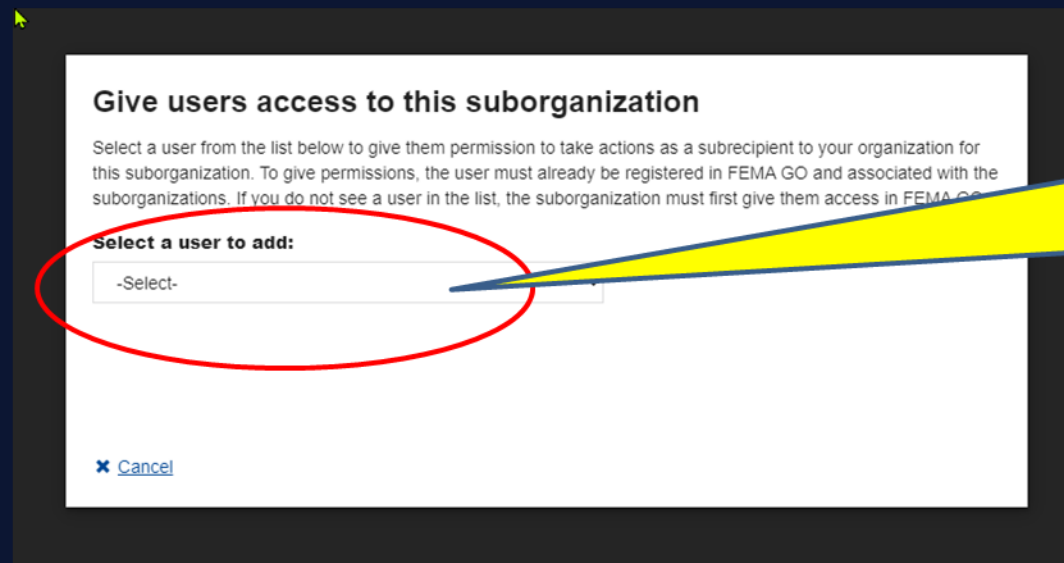 Give users access to this suborganization
Select a user from the list below to give them permission to take actions as a subrecipient to your organization for
this suborganization. To give permissions, the user must already be registered in FEMA GO and associated with the
suborganizations. If you do not see a user in the list, the suborganization must first give them access in FEMA GO
Select a user to add:
-Select-
✖ Cancel